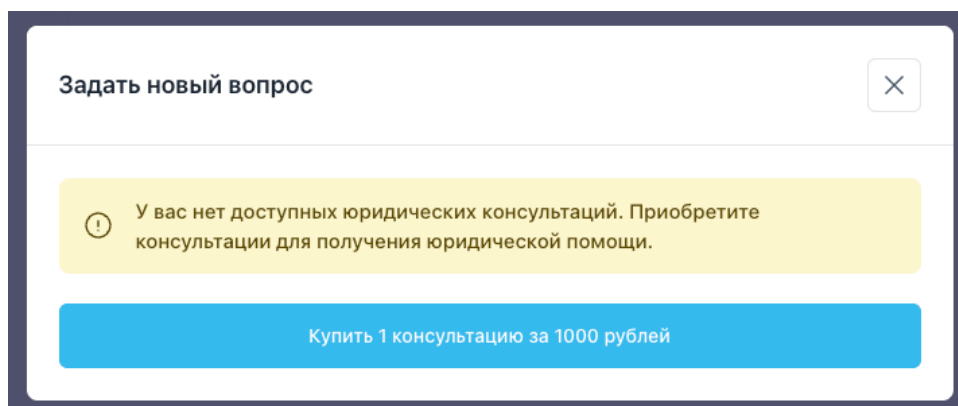 Задать новый вопрос
У вас нет доступных юридических консультаций. Приобретите
консультации для получения юридической помощи.
Купить 1 консультацию за 1000 рублей